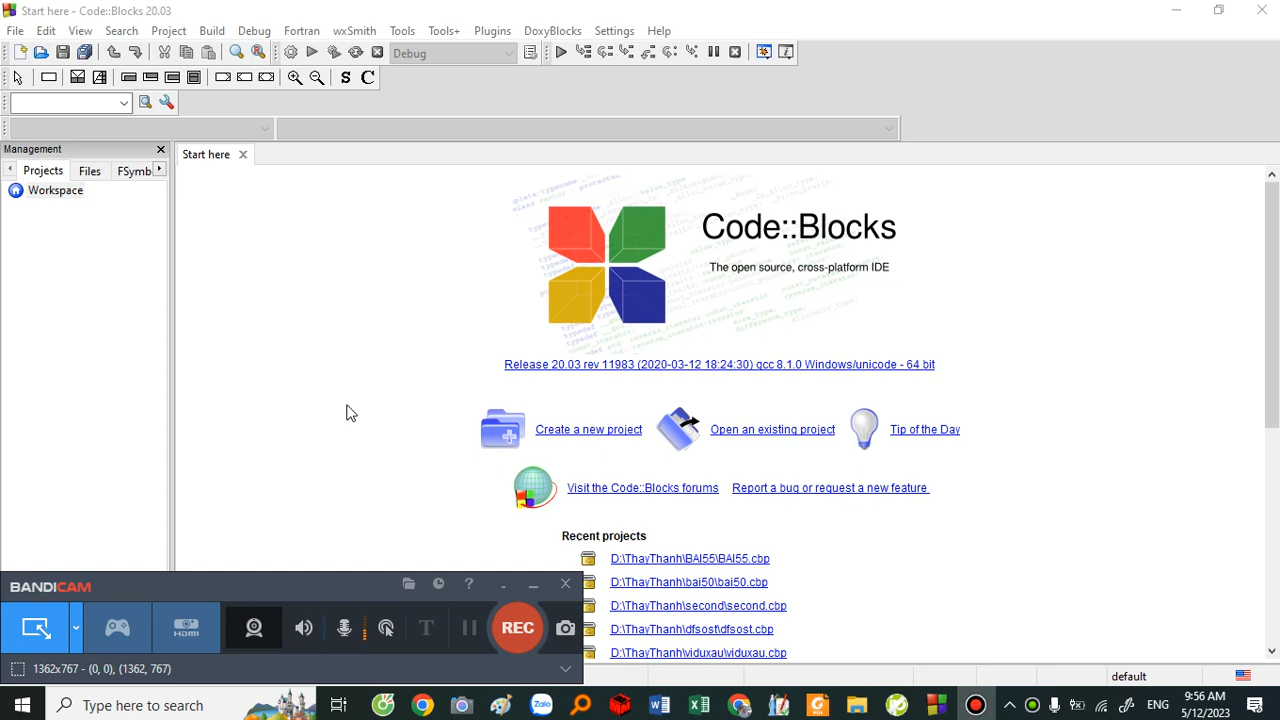 Start here - Code::Blocks 20.03
File Edit View Search Project Build Debug Fortran wxSmith Tools Tools+ Plugins DoxyBlocks Settings Help
Debug
S C
Management
Start here
Projects Files FSymb
Workspace
Code::Blocks
The open source, cross-platform IDE
Release 20.03 rev 11983 (2020-03-12 18:24:30) gcc 8.1.0 Windows/unicode - 64 bit
Create a new project Open an existing project Tip of the Day
Visit the Code::Blocks forums Report a bug or request a new feature
Recent projects
D:\ThayThanh\BAI55\BAI55.cbp
D:\ThayThanh\bai50\bai50.cbp
D:\ThayThanh\second\second.cbp
D:\ThayThanh\dfsost\dfsost.cbp
D:\ThayThanh\viduxau\viduxau.cbp
BANDICAM
HDMI
T
REC
1362x767 - (0, 0), (1362, 767)
default
Type here to search
Zalo
ENG
9:56 AM
5/12/2023